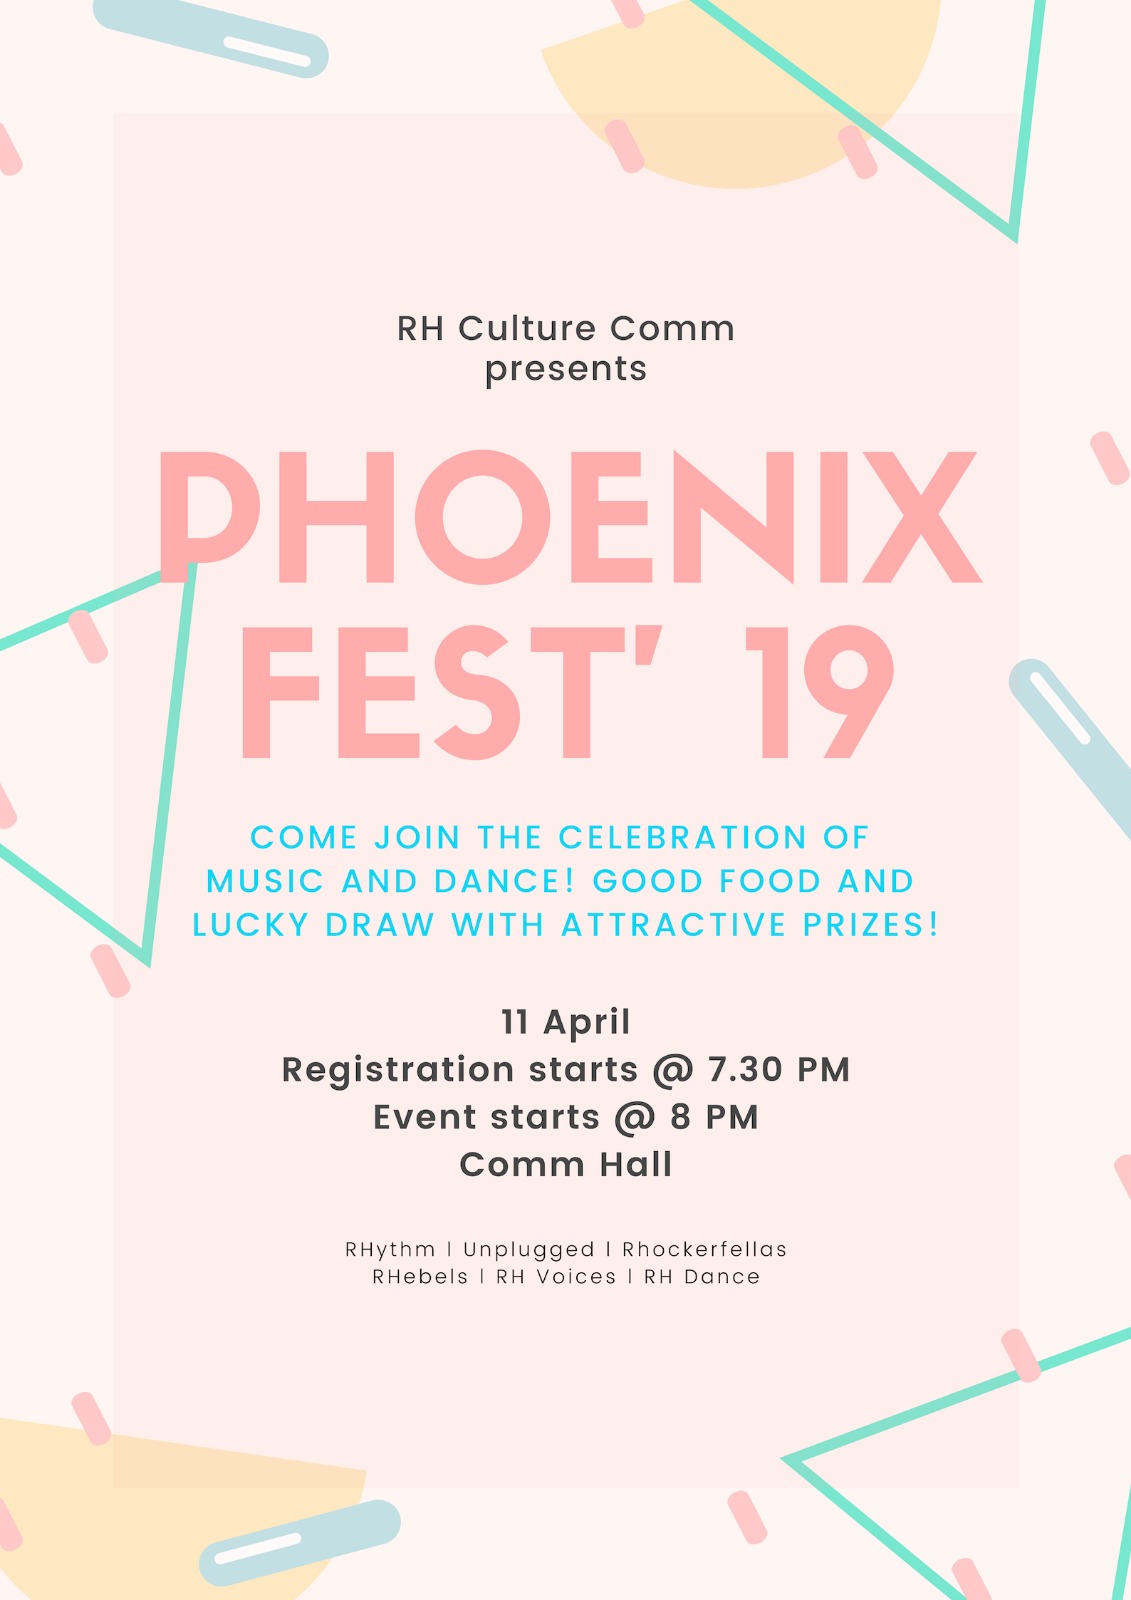 RH Culture Comm
presents
PHOENIX
FEST' 19
COME JOIN THE CELEBRATION OF
MUSIC AND DANCE! GOOD FOOD AND
LUCKY DRAW WITH ATTRACTIVE PRIZES!
11 April
Registration starts @ 7.30 PM
Event starts @ 8 PM
Comm Hall
RHythm | Unplugged | Rhockerfellas
RHebels | RH Voices | RH Dance